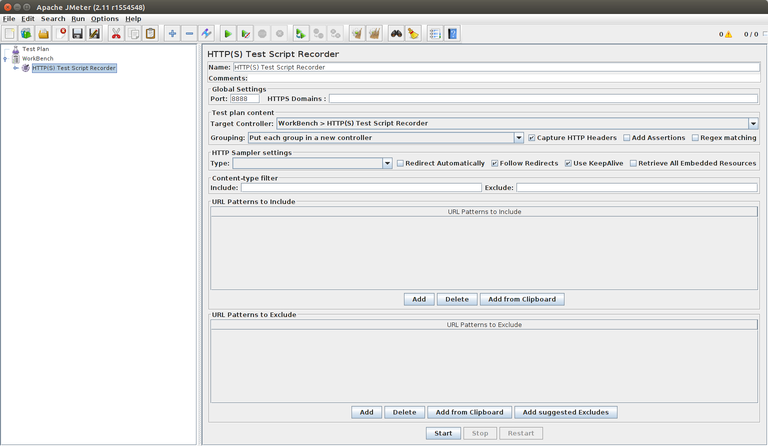 Apache JMeter (2.11 r1554548)
File Edit Search Run Options Help
0 0 / 0
Test Plan
WorkBench
HTTP(S) Test Script Recorder
HTTP(S) Test Script Recorder
Name: HTTP(S) Test Script Recorder
Comments:
Global Settings
Port: 8888 HTTPS Domains :
Test plan content
Target Controller: WorkBench > HTTP(S) Test Script Recorder
Grouping: Put each group in a new controller Capture HTTP Headers Add Assertions Regex matching
HTTP Sampler settings
Type: Redirect Automatically Follow Redirects Use KeepAlive Retrieve All Embedded Resources
Content-type filter
Include: Exclude:
URL Patterns to Include
URL Patterns to Include
Add Delete Add from Clipboard
URL Patterns to Exclude
URL Patterns to Exclude
Add Delete Add from Clipboard Add suggested Excludes
Start Stop Restart